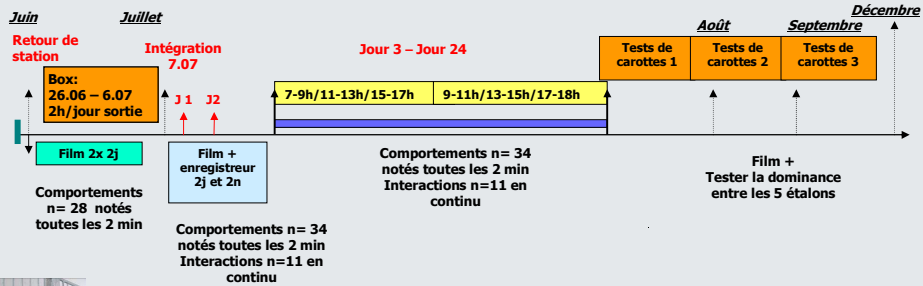 Juin
Juillet
Août
Septembre
Décembre
Retour de
station
Box:
26.06 – 6.07
2h/jour sortie
Intégration
7.07
J 1
J2
Jour 3 – Jour 24
7-9h/11-13h/15-17h
9-11h/13-15h/17-18h
Tests de
carottes 1
Tests de
carottes 2
Tests de
carottes 3
Film 2x 2j
Comportements
n= 28 notés
toutes les 2 min
Film +
enregistreur
2j et 2n
Comportements n= 34
notés toutes les 2 min
Interactions n=11 en
continu
Comportements n= 34
notés toutes les 2 min
Interactions n=11 en
continu
Film +
Tester la dominance
entre les 5 étalons